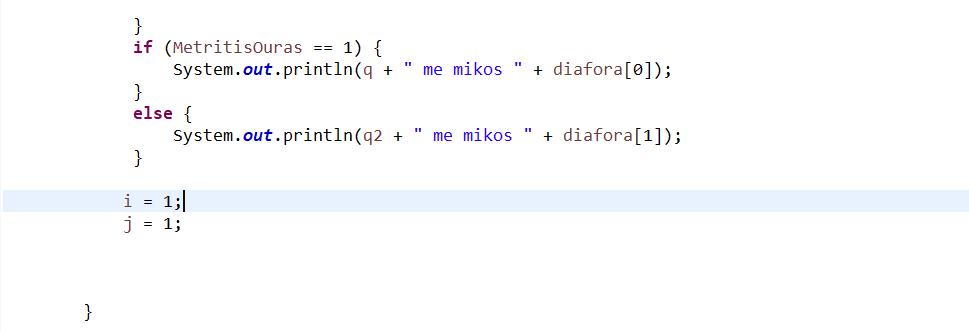 }
if (MetritisOuras == 1) {
System.out.println(q + " me mikos " + diafora[0]);
}
else {
System.out.println(q2 + " me mikos " + diafora[1]);
}
i = 1;
j = 1;
}